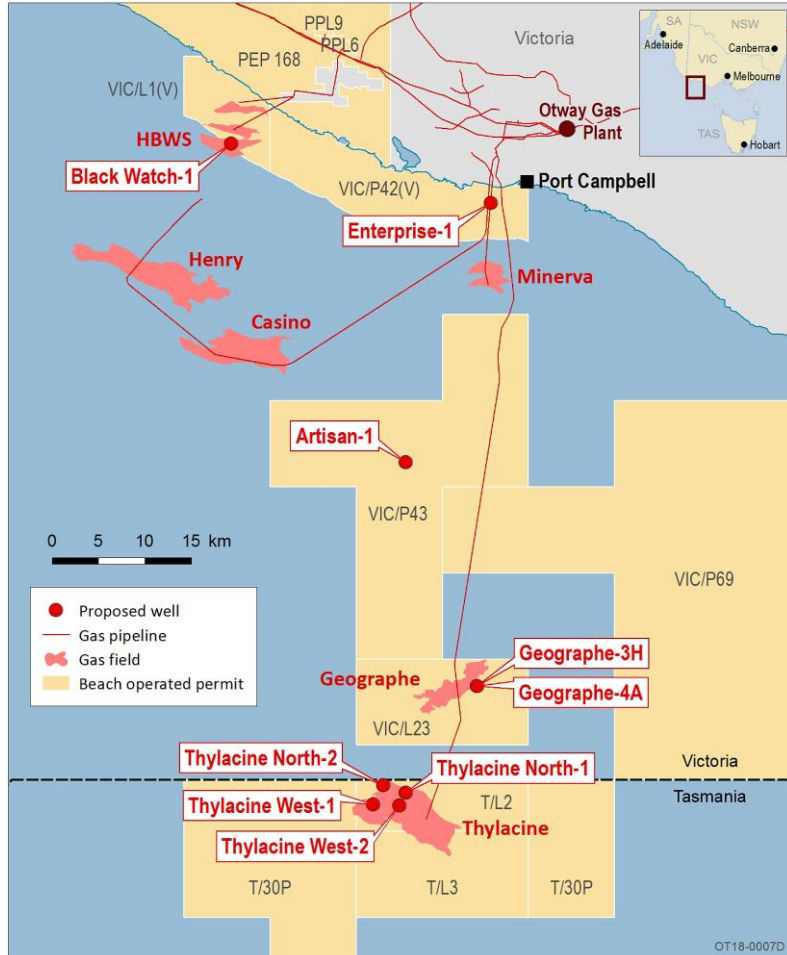 PPL9
PPL6
PEP 168
Victoria
VIC/L1(V)
SA
NSW
Adelaide
Canberra
VIC
Melbourne
TAS
Hobart
Otway Gas
Plant
HBWS
Black Watch-1
VIC/P42(V)
Port Campbell
Enterprise-1
Henry
Minerva
Casino
Artisan-1
VIC/P43
0 5 10 15 km
VIC/P69
Proposed well
Gas pipeline
Gas field
Beach operated permit
Geographe-3H
Geographe
Geographe-4A
VIC/L23
Thylacine North-2
Thylacine North-1
Victoria
Tasmania
Thylacine West-1
T/L2
Thylacine
Thylacine West-2
T/30P
T/L3
T/30P
OT18-0007D